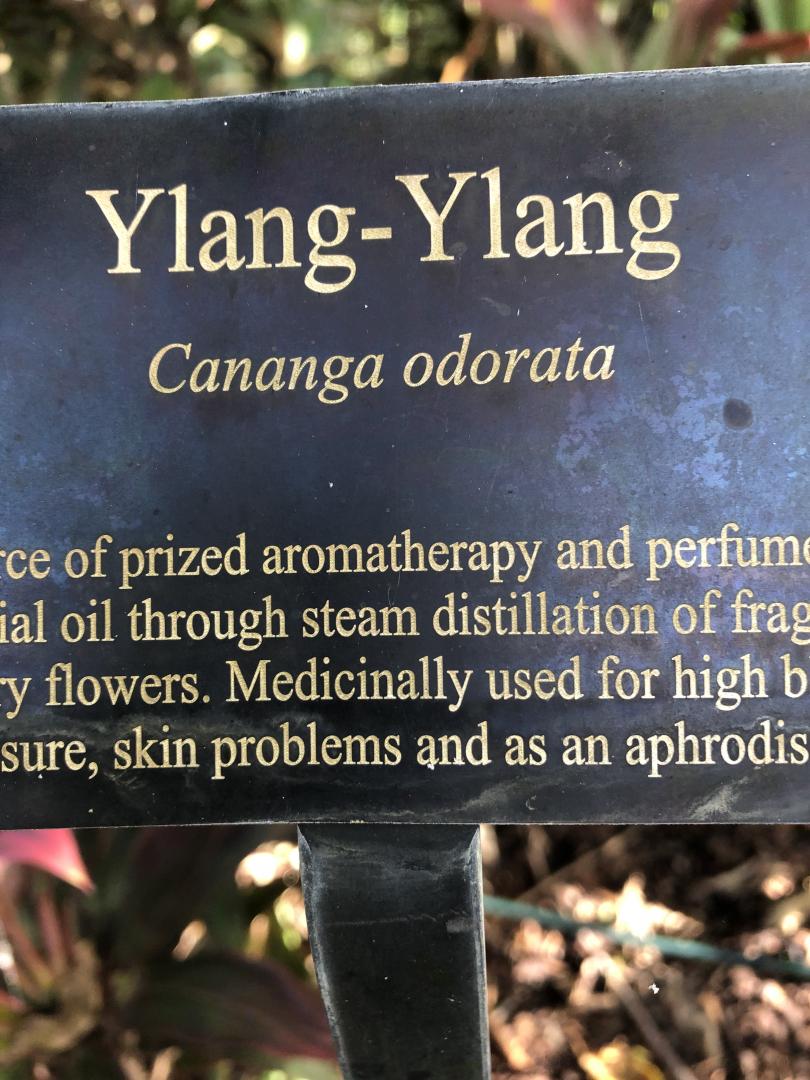 Ylang-Ylang
Cananga odorata
rce of prized aromatherapy and perfume
ial oil through steam distillation of frag
ry flowers. Medicinally used for high b
sure, skin problems and as an aphrodis